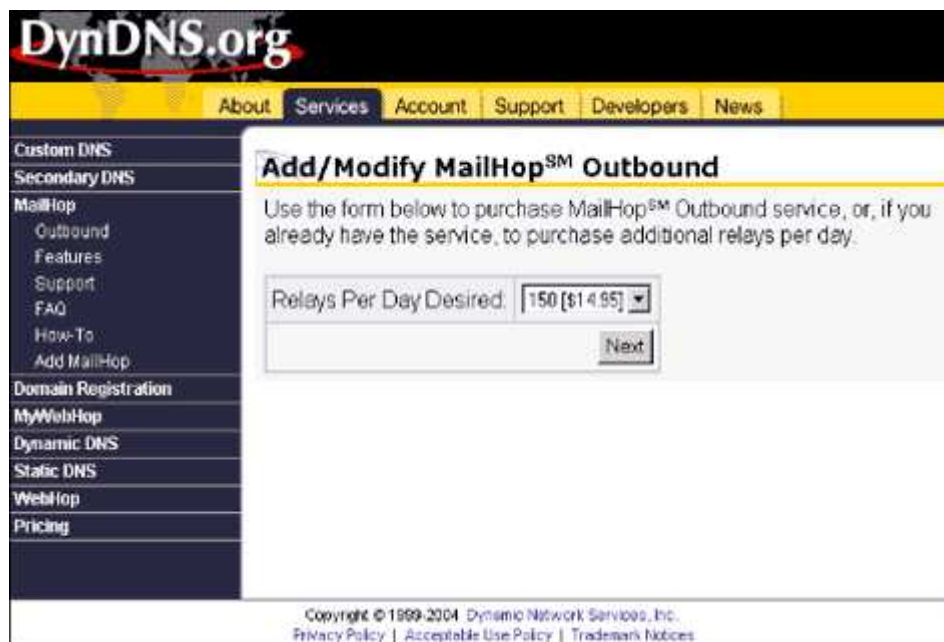 DynDNS.org
About Services Account Support Developers News
Custom DNS
Secondary DNS
MailHop
Outbound
Features
Support
FAQ
How-To
Add MailHop
Domain Registration
MyWebHop
Dynamic DNS
Static DNS
WebHop
Pricing
Add/Modify MailHop℠ Outbound
Use the form below to purchase MailHop℠ Outbound service, or, if you
already have the service, to purchase additional relays per day.
Relays Per Day Desired: 150 [$14.95]
Next
Copyright © 1999-2004 Dynamic Network Services, Inc.
Privacy Policy | Acceptable Use Policy | Trademark Notices